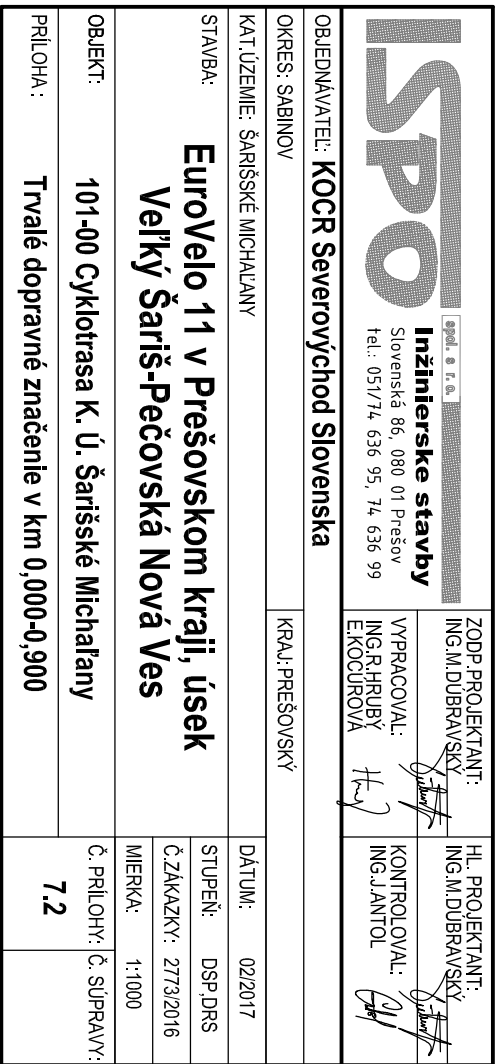 ISPO
spol. s r. o.
Inžinierske stavby
Slovenská 86, 080 01 Prešov
tel.: 051/74 636 95, 74 636 99
ZODP.PROJEKTANT:
ING.M.DÚBRAVSKÝ
HL. PROJEKTANT:
ING.M.DÚBRAVSKÝ
VYPRACOVAL:
ING.R.HRUBÝ
E.KOCÚROVÁ
KONTROLOVAL:
ING.J.ANTOL
OBJEDNÁVATEĽ: KOCR Severovýchod Slovenska
OKRES: SABINOV
KRAJ: PREŠOVSKÝ
KAT.ÚZEMIE: ŠARIŠSKÉ MICHAĽANY
STAVBA:
EuroVelo 11 v Prešovskom kraji, úsek
Veľký Šariš-Pečovská Nová Ves
DÁTUM: 02/2017
STUPEŇ: DSP,DRS
Č.ZÁKAZKY: 2773/2016
MIERKA: 1:1000
OBJEKT: 101-00 Cyklotrasa K. Ú. Šarišské Michaľany
PRÍLOHA: Trvalé dopravné značenie v km 0,000-0,900
Č. PRÍLOHY:
7.2
Č. SÚPRAVY: